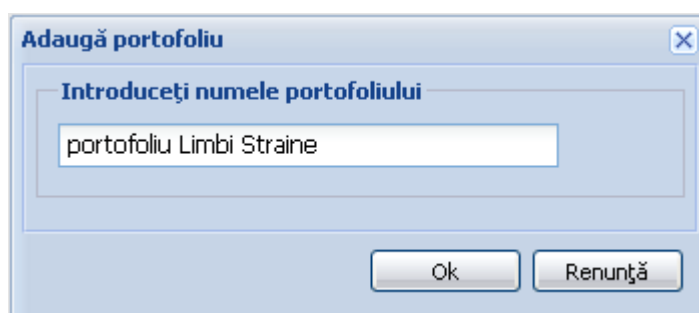 Adaugă portofoliu
Introduceţi numele portofoliului
portofoliu Limbi Straine
Ok
Renunţă